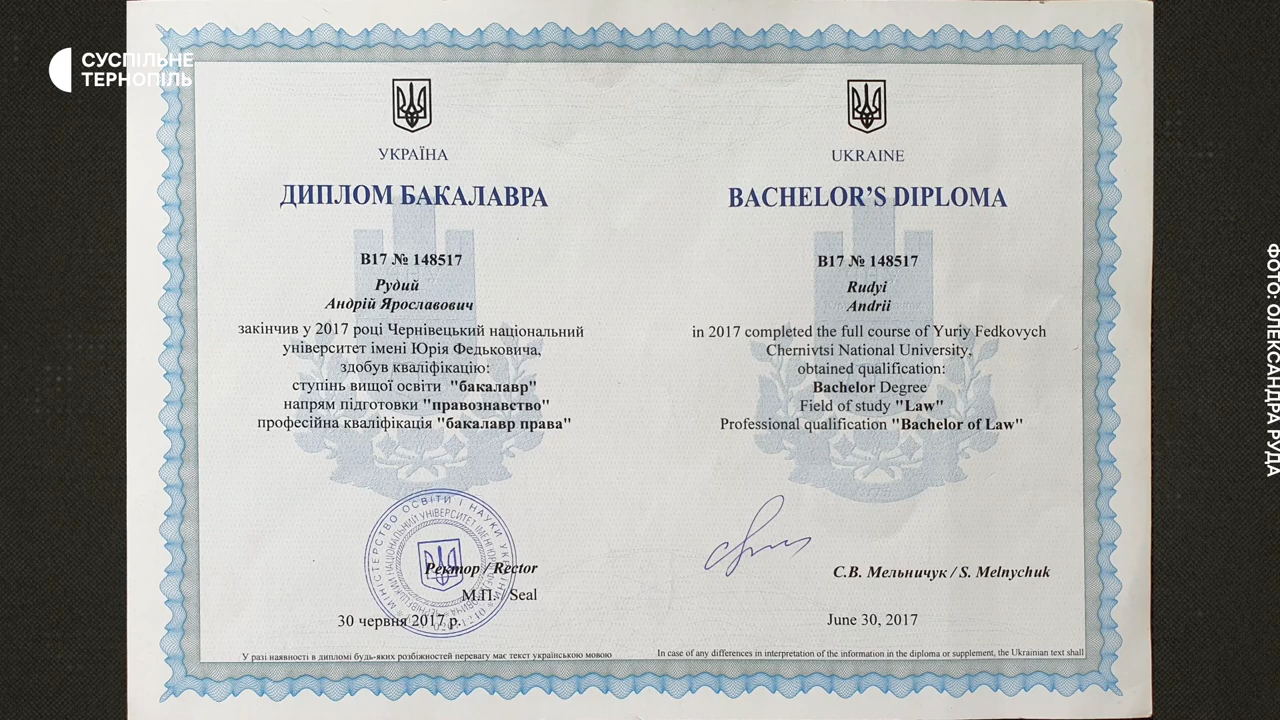 СУСПІЛЬНЕ
ТЕРНОПІЛЬ
УКРАЇНА
ДИПЛОМ БАКАЛАВРА
В17 № 148517
Рудий
Андрій Ярославович
закінчив у 2017 році Чернівецький національний
університет імені Юрія Федьковича,
здобув кваліфікацію:
ступінь вищої освіти "бакалавр"
напрям підготовки "правознавство"
професійна кваліфікація "бакалавр права"
МІНІСТЕРСТВО ОСВІТИ І НАУКИ УКРАЇНИ
Ректор / Rector
М.П. / Seal
30 червня 2017 р.
У разі наявності в дипломі будь-яких розбіжностей перевагу має текст українською мовою
UKRAINE
BACHELOR'S DIPLOMA
B17 № 148517
Rudyi
Andrii
in 2017 completed the full course of Yuriy Fedkovych
Chernivtsi National University,
obtained qualification:
Bachelor Degree
Field of study "Law"
Professional qualification "Bachelor of Law"
С.В. Мельничук / S. Melnychuk
June 30, 2017
In case of any differences in interpretation of the information in the diploma or supplement, the Ukrainian text shall
ФОТО: ОЛЕКСАНДРА РУДА